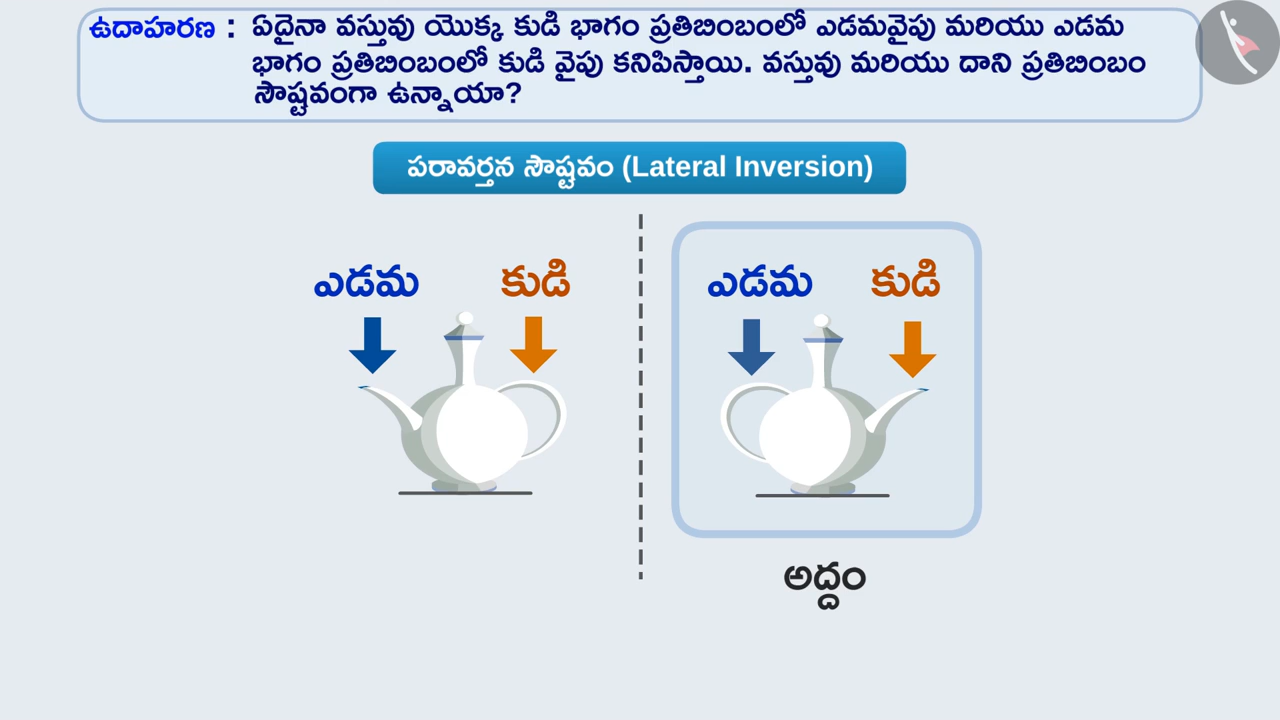 ఉదాహరణ : ఏదైనా వస్తువు యొక్క కుడి భాగం ప్రతిబింబంలో ఎడమవైపు మరియు ఎడమ
భాగం ప్రతిబింబంలో కుడి వైపు కనిపిస్తాయి. వస్తువు మరియు దాని ప్రతిబింబం
సౌష్టవంగా ఉన్నాయా?
పరావర్తన సౌష్టవం (Lateral Inversion)
ఎడమ కుడి ఎడమ కుడి
అద్దం